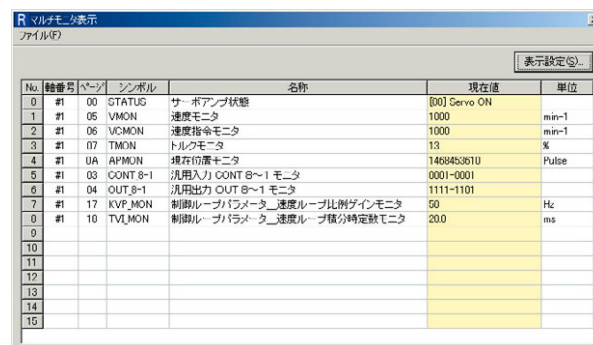 R マルチモニタ表示
ファイル(F)
表示設定(S)...
No. 軸番号 ページ シンボル 名称 現在値 単位
0 #1 00 STATUS サーボアンプ状態 [00] Servo ON
1 #1 05 VMON 速度モニタ 1000 min-1
2 #1 06 VCMON 速度指令モニタ 1000 min-1
3 #1 07 TMON トルクモニタ 13 %
4 #1 0A APMON 現在位置モニタ 1468453610 Pulse
5 #1 03 CONT 8-1 汎用入力 CONT 8～1 モニタ 0001-0001
6 #1 04 OUT_8-1 汎用出力 OUT 8～1 モニタ 1111-1101
7 #1 17 KVP_MON 制御ループパラメータ__速度ループ比例ゲインモニタ 50 Hz
8 #1 10 TVI_MON 制御ループパラメータ__速度ループ積分時定数モニタ 20.0 ms
9
10
11
12
13
14
15